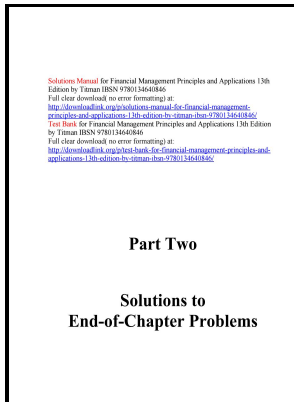 Solutions Manual for Financial Management Principles and Applications 13th
Edition by Titman IBSN 9780134640846
Full clear download( no error formatting) at:
http://downloadlink.org/p/solutions-manual-for-financial-management-
principles-and-applications-13th-edition-by-titman-ibsn-9780134640846/
Test Bank for Financial Management Principles and Applications 13th Edition
by Titman IBSN 9780134640846
Full clear download( no error formatting) at:
http://downloadlink.org/p/test-bank-for-financial-management-principles-and-
applications-13th-edition-by-titman-ibsn-9780134640846/
Part Two
Solutions to
End-of-Chapter Problems